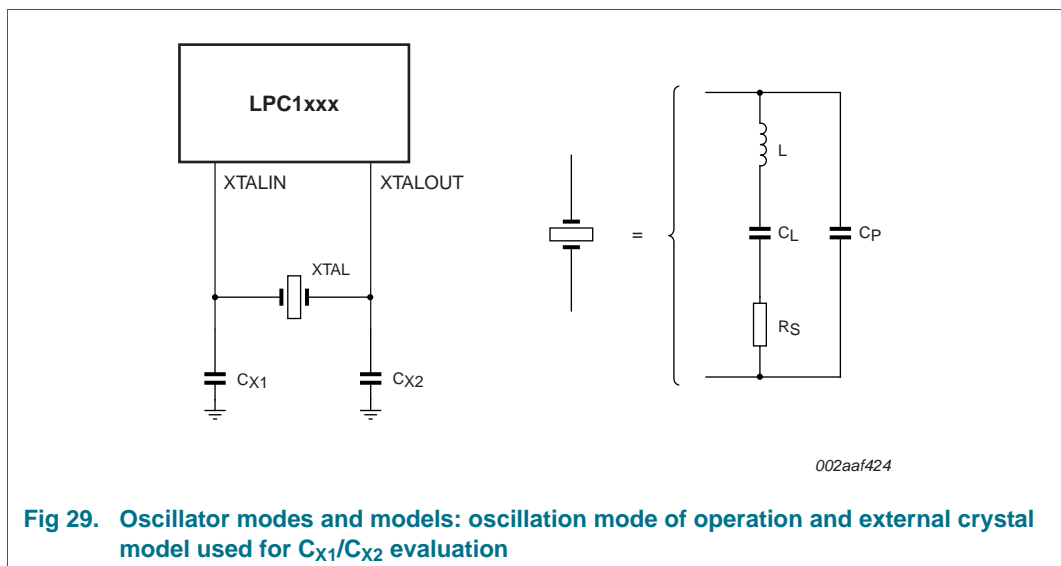 LPC1xxx
XTALIN
XTALOUT
XTAL
CX1
CX2
=
L
CL
CP
RS
002aaf424
Fig 29. Oscillator modes and models: oscillation mode of operation and external crystal
model used for CX1/CX2 evaluation